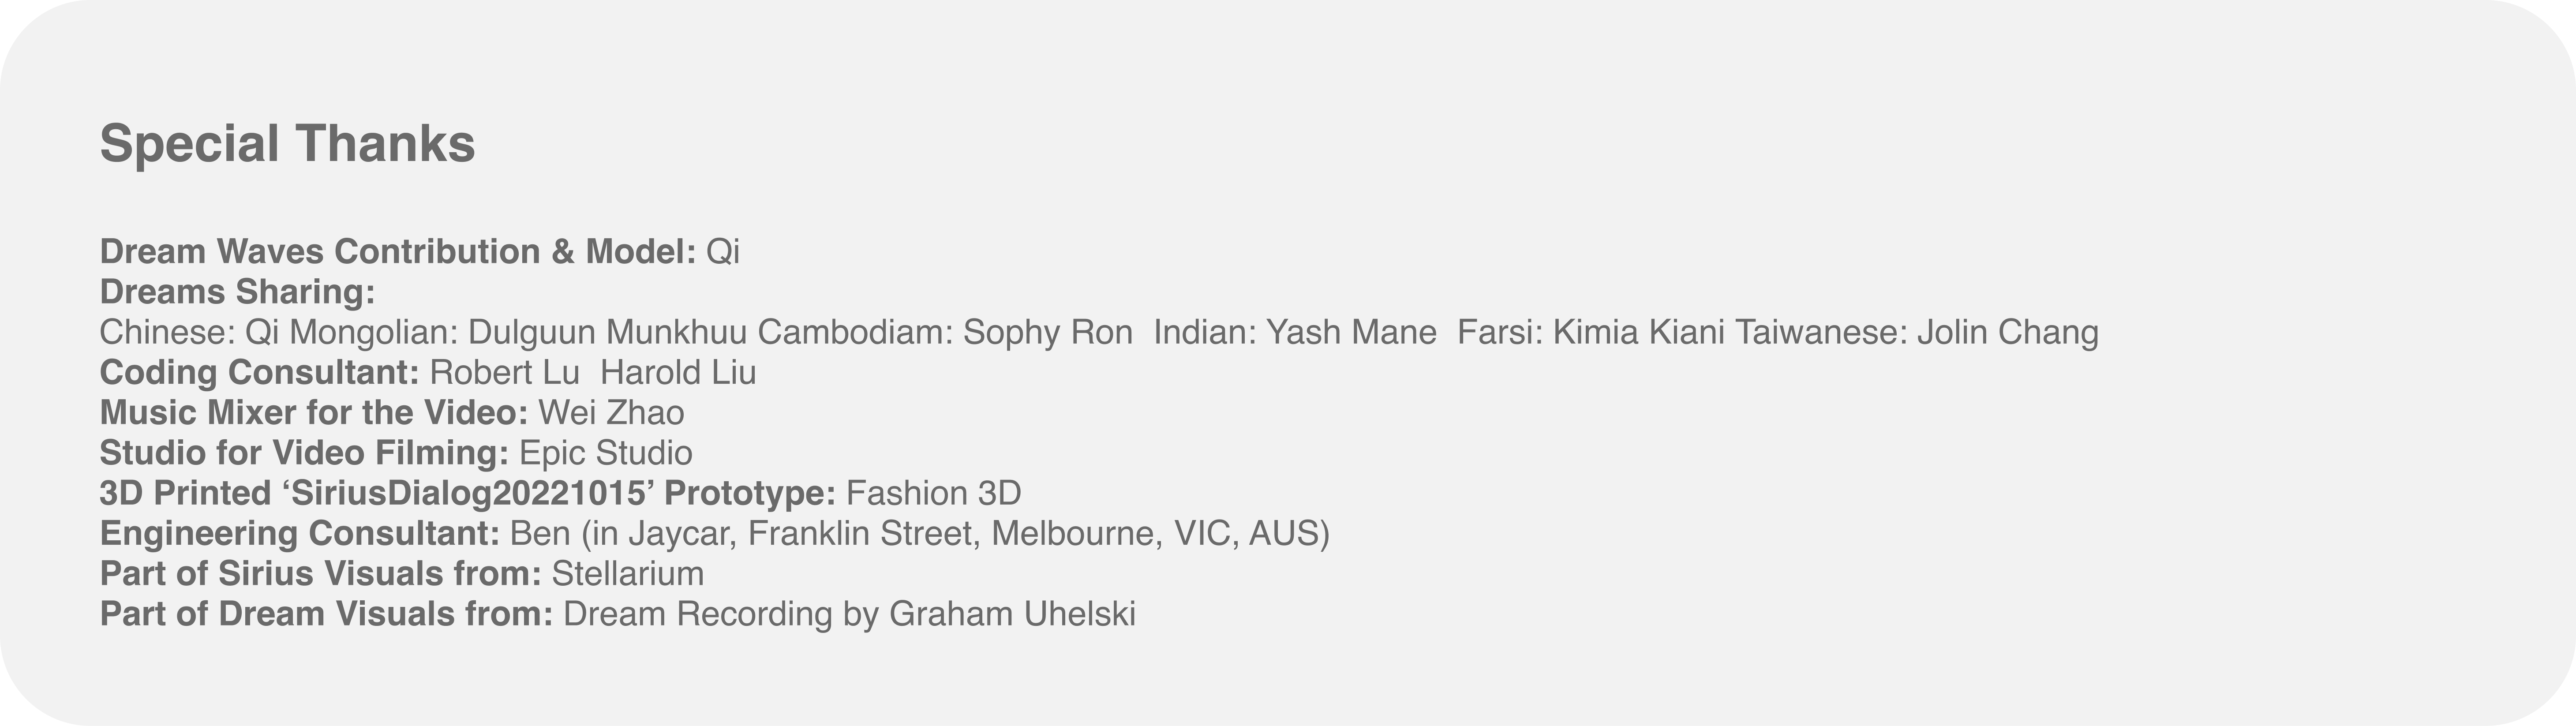 Special Thanks
Dream Waves Contribution & Model: Qi
Dreams Sharing:
Chinese: Qi Mongolian: Dulguun Munkhuu Cambodiam: Sophy Ron  Indian: Yash Mane  Farsi: Kimia Kiani Taiwanese: Jolin Chang
Coding Consultant: Robert Lu  Harold Liu
Music Mixer for the Video: Wei Zhao
Studio for Video Filming: Epic Studio
3D Printed ‘SiriusDialog20221015’ Prototype: Fashion 3D
Engineering Consultant: Ben (in Jaycar, Franklin Street, Melbourne, VIC, AUS)
Part of Sirius Visuals from: Stellarium
Part of Dream Visuals from: Dream Recording by Graham Uhelski